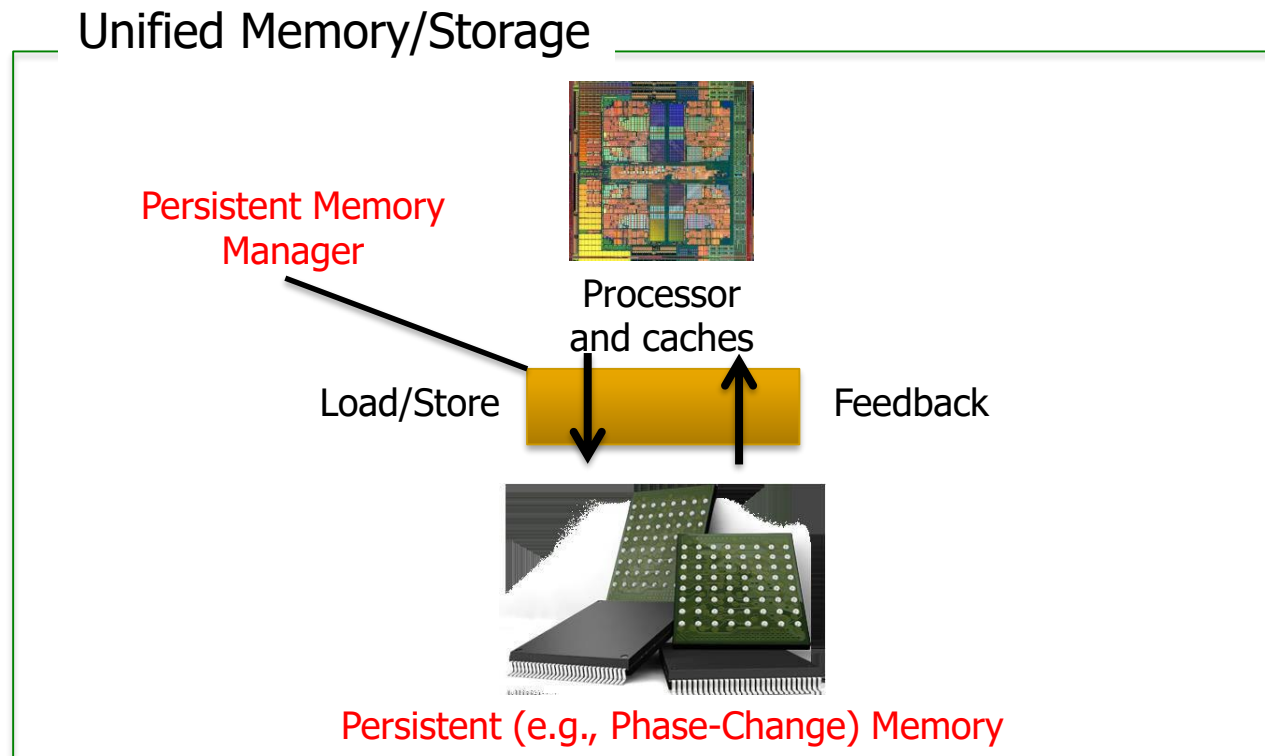 Unified Memory/Storage
Persistent Memory
Manager
Processor
and caches
Load/Store
Feedback
Persistent (e.g., Phase-Change) Memory